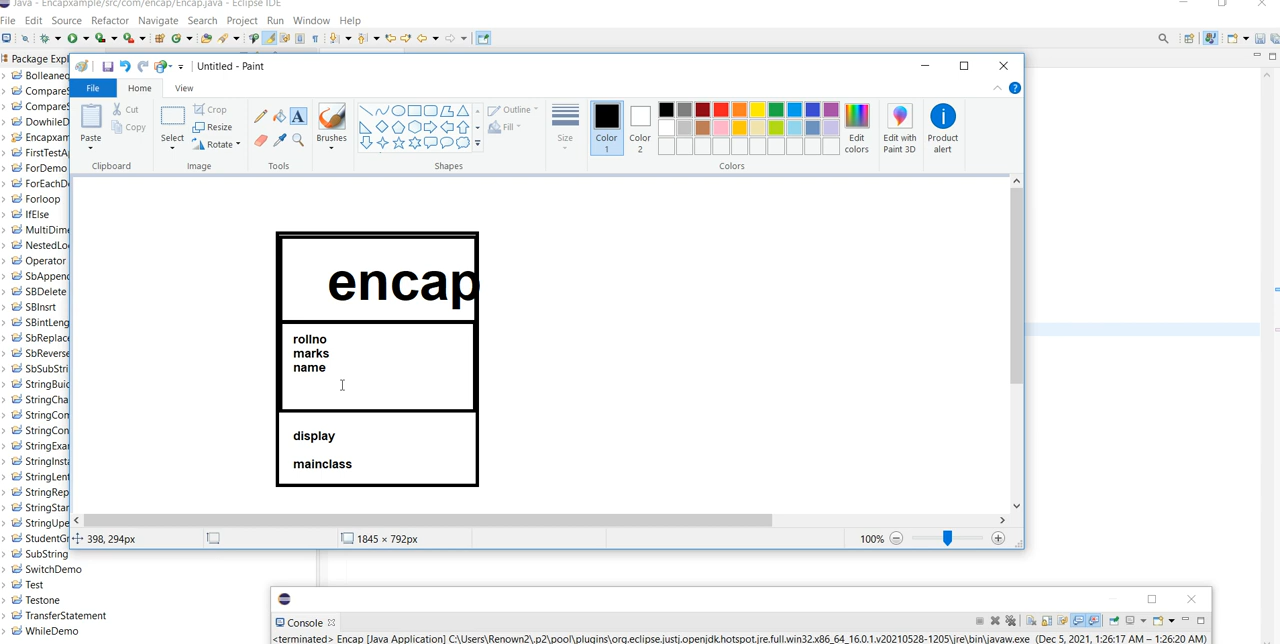 Java - Encapxample/src/com/encap/Encap.java - Eclipse IDE
File Edit Source Refactor Navigate Search Project Run Window Help
Package Expl
Untitled - Paint
File Home View
Paste
Cut
Copy
Clipboard
Select
Crop
Resize
Rotate
Image
A
Tools
Brushes
Outline
Fill
Shapes
Size
Color
1
Color
2
Edit
colors
Colors
Edit with
Paint 3D
Product
alert
Bolleaneo
CompareS
CompareS
DowhileD
Encapxam
FirstTestAp
ForDemo
ForEachDe
Forloop
IfElse
MultiDime
NestedLo
Operator
SbAppend
SBDelete
SBInsrt
SBintLeng
SbReplace
SbReverse
SbSubStri
StringBuic
StringCha
StringCom
StringCon
StringExar
StringInsta
StringLent
StringRep
StringStar
StringUpe
StudentGr
SubString
SwitchDemo
Test
Testone
TransferStatement
WhileDemo
encap
rollno
marks
name
display
mainclass
398, 294px
1845 × 792px
100%
Console
<terminated> Encap [Java Application] C:\Users\Renown2\.p2\pool\plugins\org.eclipse.justj.openjdk.hotspot.jre.full.win32.x86_64_16.0.1.v20210528-1205\jre\bin\javaw.exe (Dec 5, 2021, 1:26:17 AM – 1:26:20 AM)